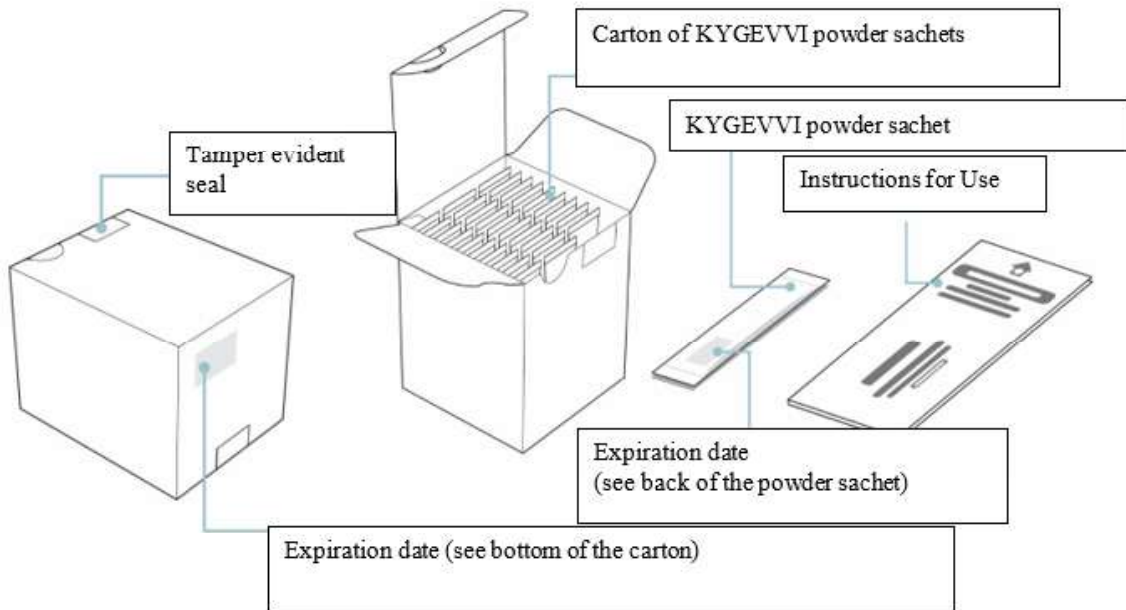 Carton of KYGEVVI powder sachets
KYGEVVI powder sachet
Tamper evident
seal
Instructions for Use
Expiration date
(see back of the powder sachet)
Expiration date (see bottom of the carton)